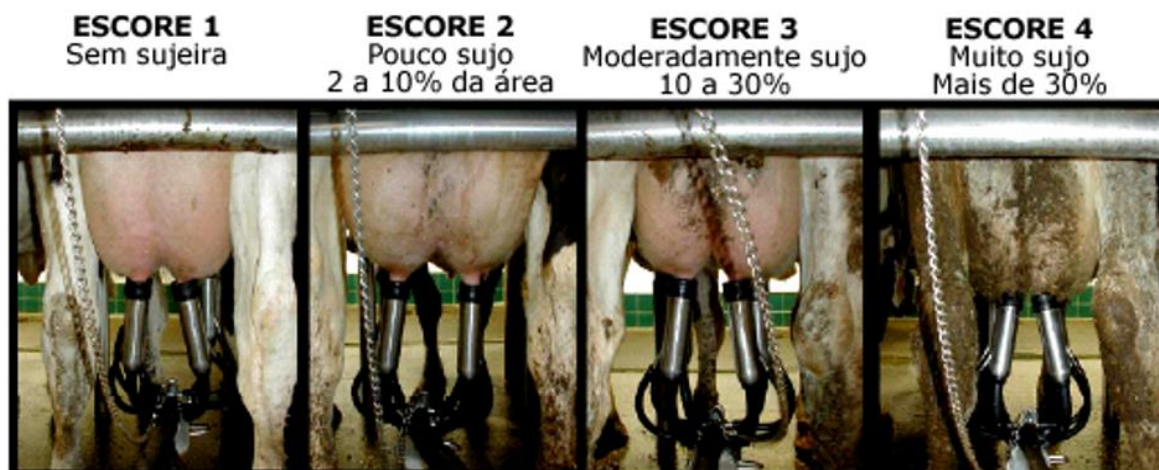 ESCORE 1
Sem sujeira
ESCORE 2
Pouco sujo
2 a 10% da área
ESCORE 3
Moderadamente sujo
10 a 30%
ESCORE 4
Muito sujo
Mais de 30%